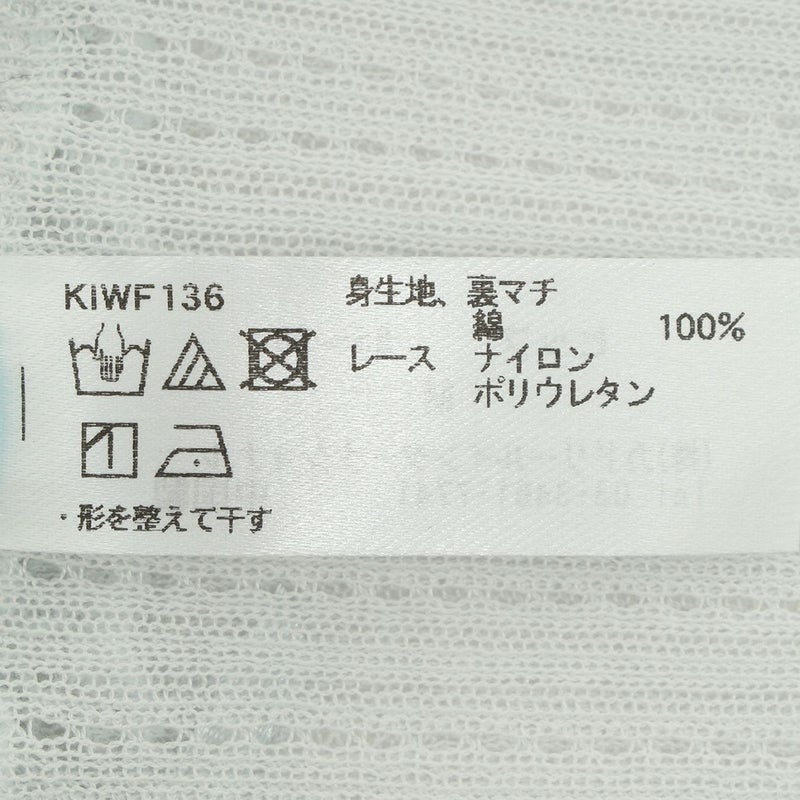 KIWF136
身生地、裏マチ
綿 100%
レース ナイロン
ポリウレタン
・形を整えて干す